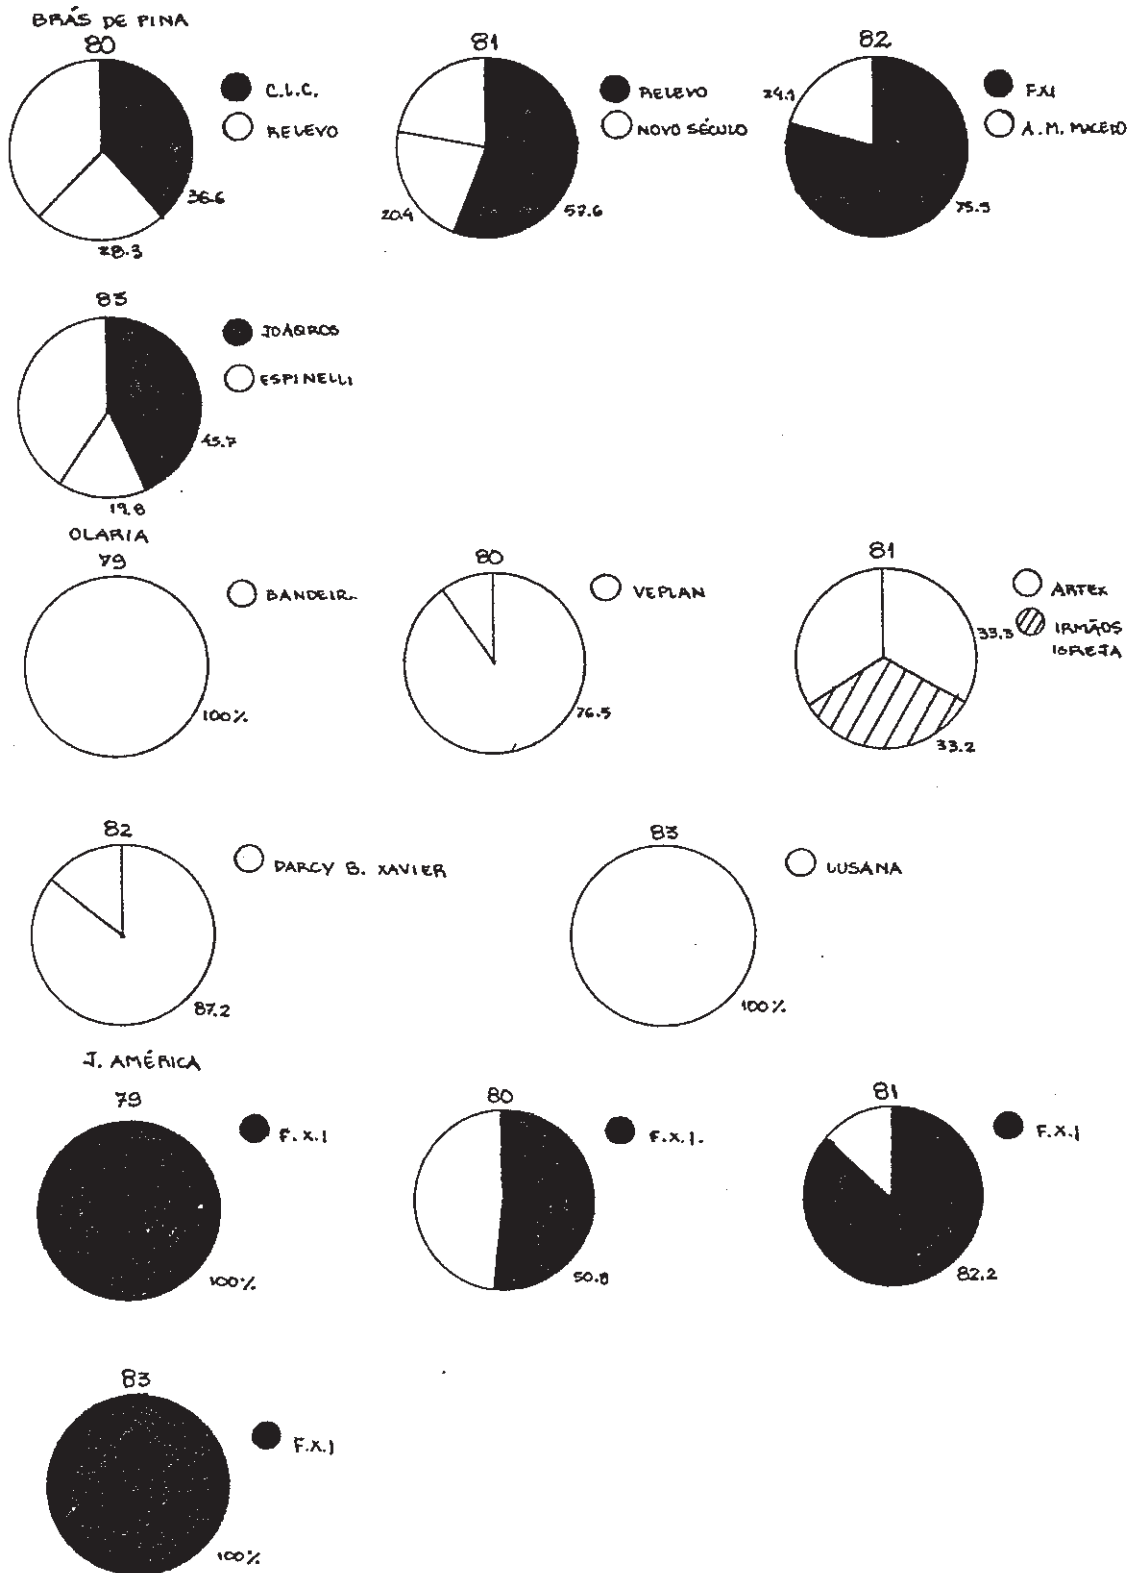 BRÁS DE PINA
80
C.L.C.
RELEVO
36.6
28.3
81
RELEVO
NOVO SÉCULO
20.4
57.6
82
24.1
FXI
A.M. MACEDO
75.5
83
JOAQROS
ESPINELLI
45.7
19.8
OLARIA
79
BANDEIR.
100%
80
VEPLAN
76.5
81
ARTEX
33.3
IRMÃOS
IGREJA
33.2
82
DARCY B. XAVIER
87.2
83
LUSANA
100%
J. AMÉRICA
79
F.X.I
100%
80
F.X.I.
50.8
81
F.X.I
82.2
83
F.X.I
100%